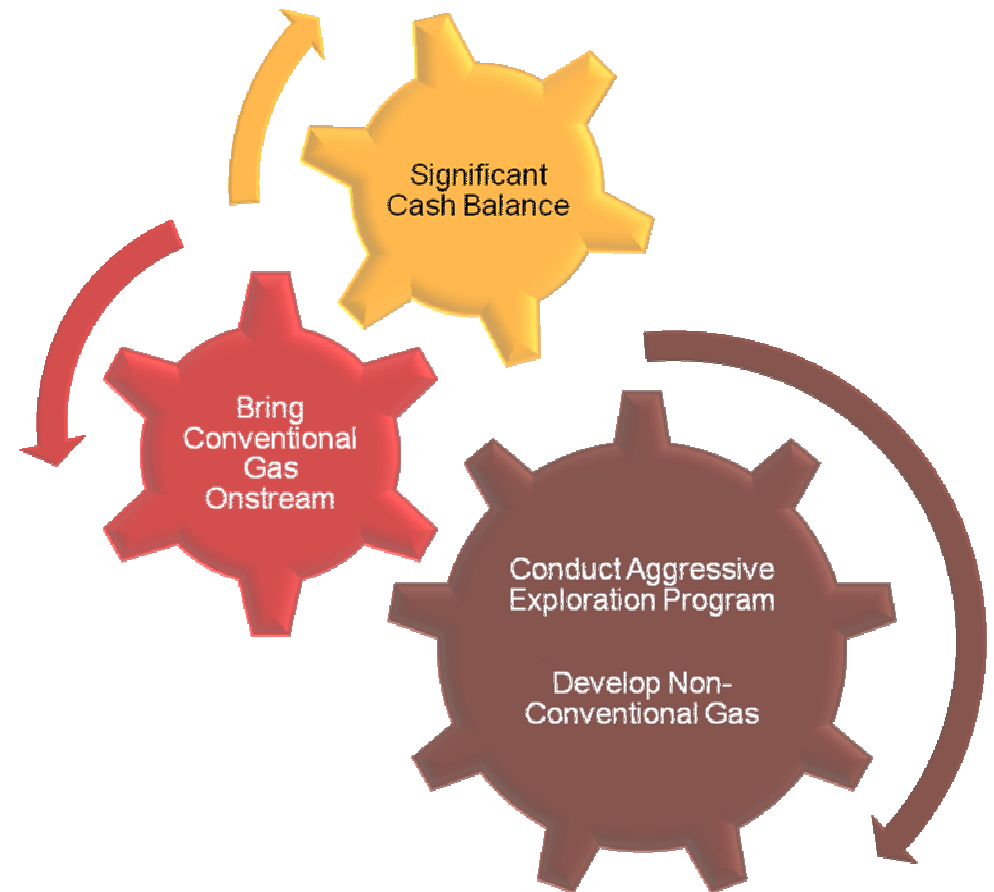 Significant
Cash Balance
Bring
Conventional
Gas
Onstream
Conduct Aggressive
Exploration Program
Develop Non-
Conventional Gas